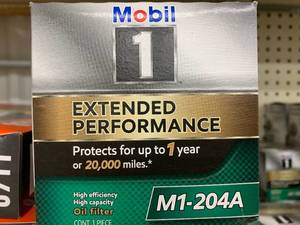 Mobil
1
EXTENDED
PERFORMANCE
Protects for up to 1 year
or 20,000 miles.*
High efficiency
High capacity
Oil filter
CONT. 1 PIECE
M1-204A